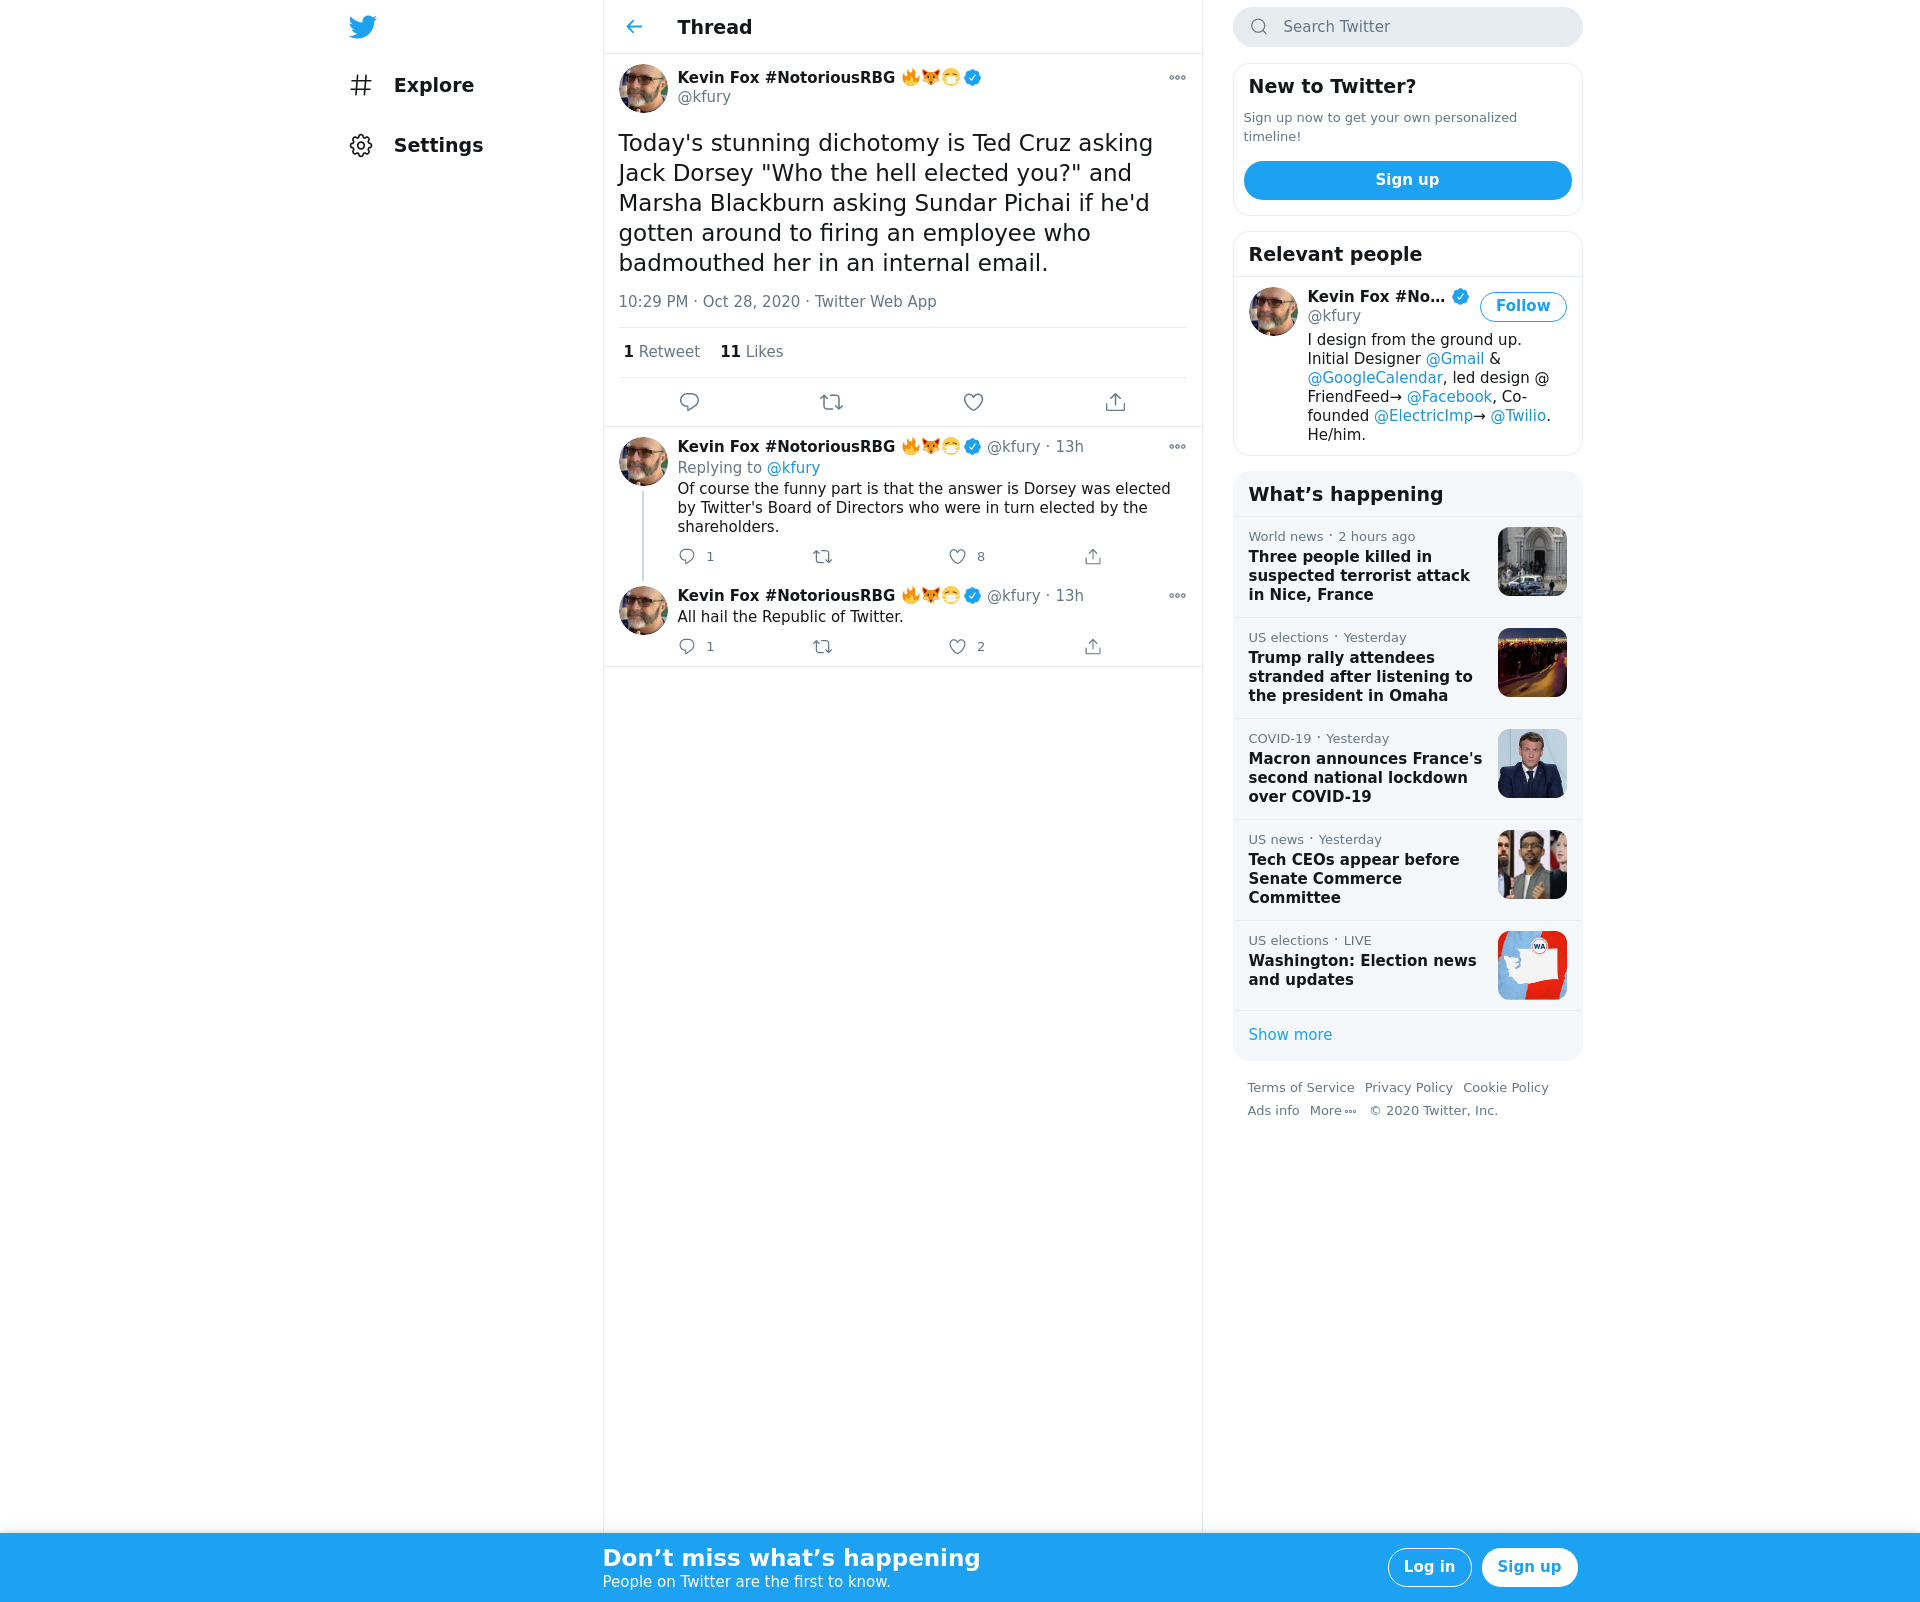 Explore
Settings
Thread
Kevin Fox #NotoriousRBG 🔥🦊😷
@kfury
Today's stunning dichotomy is Ted Cruz asking
Jack Dorsey "Who the hell elected you?" and
Marsha Blackburn asking Sundar Pichai if he'd
gotten around to firing an employee who
badmouthed her in an internal email.
10:29 PM · Oct 28, 2020 · Twitter Web App
1 Retweet 11 Likes
Kevin Fox #NotoriousRBG 🔥🦊😷 @kfury · 13h
Replying to @kfury
Of course the funny part is that the answer is Dorsey was elected
by Twitter's Board of Directors who were in turn elected by the
shareholders.
1 8
Kevin Fox #NotoriousRBG 🔥🦊😷 @kfury · 13h
All hail the Republic of Twitter.
1 2
Search Twitter
New to Twitter?
Sign up now to get your own personalized
timeline!
Sign up
Relevant people
Kevin Fox #No...
Follow
@kfury
I design from the ground up.
Initial Designer @Gmail &
@GoogleCalendar, led design @
FriendFeed→ @Facebook, Co-
founded @ElectricImp→ @Twilio.
He/him.
What’s happening
World news · 2 hours ago
Three people killed in
suspected terrorist attack
in Nice, France
US elections · Yesterday
Trump rally attendees
stranded after listening to
the president in Omaha
COVID-19 · Yesterday
Macron announces France's
second national lockdown
over COVID-19
US news · Yesterday
Tech CEOs appear before
Senate Commerce
Committee
US elections · LIVE
Washington: Election news
and updates
WA
Show more
Terms of Service Privacy Policy Cookie Policy
Ads info More © 2020 Twitter, Inc.
Don’t miss what’s happening
People on Twitter are the first to know.
Log in
Sign up